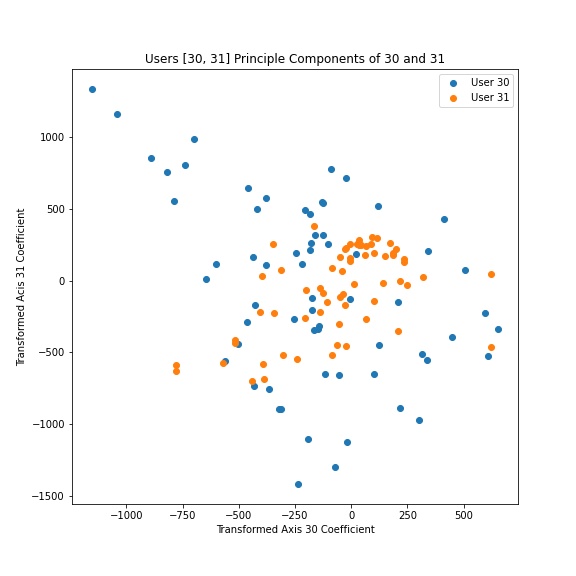 Users [30, 31] Principle Components of 30 and 31
User 30
User 31
Transformed Acis 31 Coefficient
1000
500
0
−500
−1000
−1500
−1000
−750
−500
−250
0
250
500
Transformed Axis 30 Coefficient